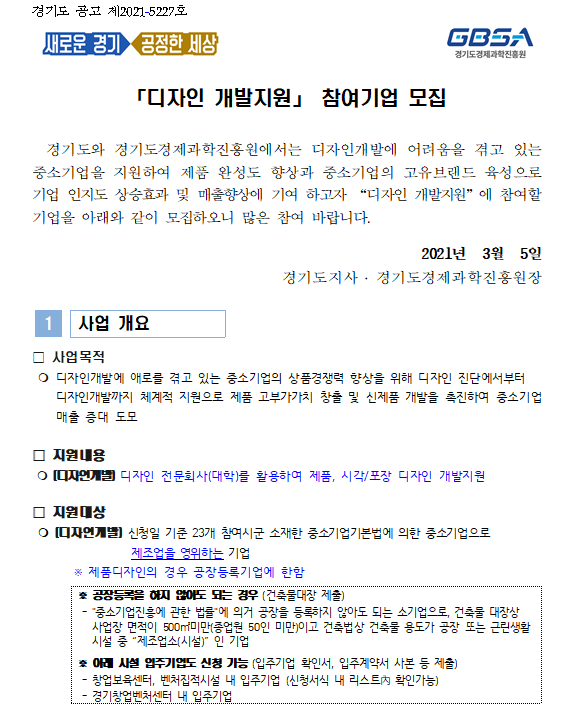 경기도 공고 제2021-5227호
새로운 경기 공정한 세상
GBSA
경기도경제과학진흥원
「디자인 개발지원」 참여기업 모집
경기도와 경기도경제과학진흥원에서는 디자인개발에 어려움을 겪고 있는
중소기업을 지원하여 제품 완성도 향상과 중소기업의 고유브랜드 육성으로
기업 인지도 상승효과 및 매출향상에 기여 하고자 “디자인 개발지원” 에 참여할
기업을 아래와 같이 모집하오니 많은 참여 바랍니다.
2021년 3월 5일
경기도지사 · 경기도경제과학진흥원장
1 사업 개요
□ 사업목적
❍ 디자인개발에 애로를 겪고 있는 중소기업의 상품경쟁력 향상을 위해 디자인 진단에서부터
디자인개발까지 체계적 지원으로 제품 고부가가치 창출 및 신제품 개발을 촉진하여 중소기업
매출 증대 도모
□ 지원내용
❍ [디자인개발] 디자인 전문회사(대학)를 활용하여 제품, 시각/포장 디자인 개발지원
□ 지원대상
❍ [디자인개발] 신청일 기준 23개 참여시군 소재한 중소기업기본법에 의한 중소기업으로
제조업을 영위하는 기업
※ 제품디자인의 경우 공장등록기업에 한함
※ 공장등록을 하지 않아도 되는 경우 (건축물대장 제출)
- "중소기업진흥에 관한 법률"에 의거 공장을 등록하지 않아도 되는 소기업으로, 건축물 대장상
사업장 면적이 500㎡미만(종업원 50인 미만)이고 건축법상 건축물 용도가 공장 또는 근린생활
시설 중 "제조업소(시설)" 인 기업
※ 아래 시설 입주기업도 신청 가능 (입주기업 확인서, 입주계약서 사본 등 제출)
- 창업보육센터, 벤처집적시설 내 입주기업 (신청서식 내 리스트內 확인가능)
- 경기창업벤처센터 내 입주기업